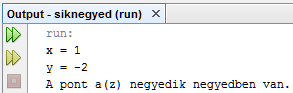 Output - siknegyed (run)
run:
x = 1
y = -2
A pont a(z) negyedik negyedben van.